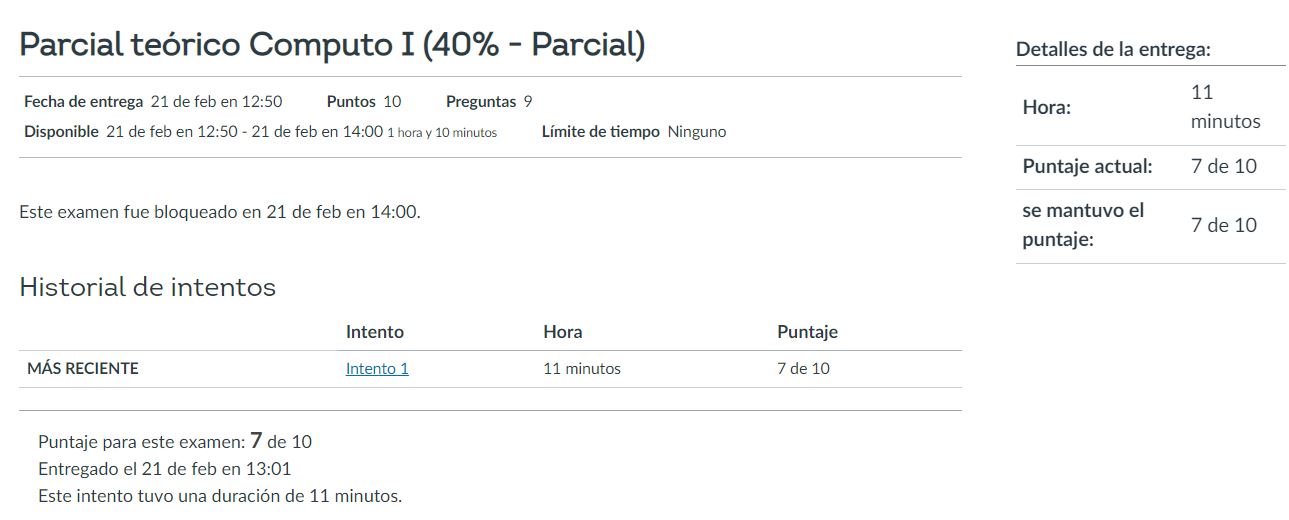 Parcial teórico Computo I (40% - Parcial)
Fecha de entrega 21 de feb en 12:50 Puntos 10 Preguntas 9
Disponible 21 de feb en 12:50 - 21 de feb en 14:00 1 hora y 10 minutos Límite de tiempo Ninguno
Este examen fue bloqueado en 21 de feb en 14:00.
Historial de intentos
Intento Hora Puntaje
MÁS RECIENTE Intento 1 11 minutos 7 de 10
Puntaje para este examen: 7 de 10
Entregado el 21 de feb en 13:01
Este intento tuvo una duración de 11 minutos.
Detalles de la entrega:
Hora: 11
minutos
Puntaje actual: 7 de 10
se mantuvo el
puntaje: 7 de 10